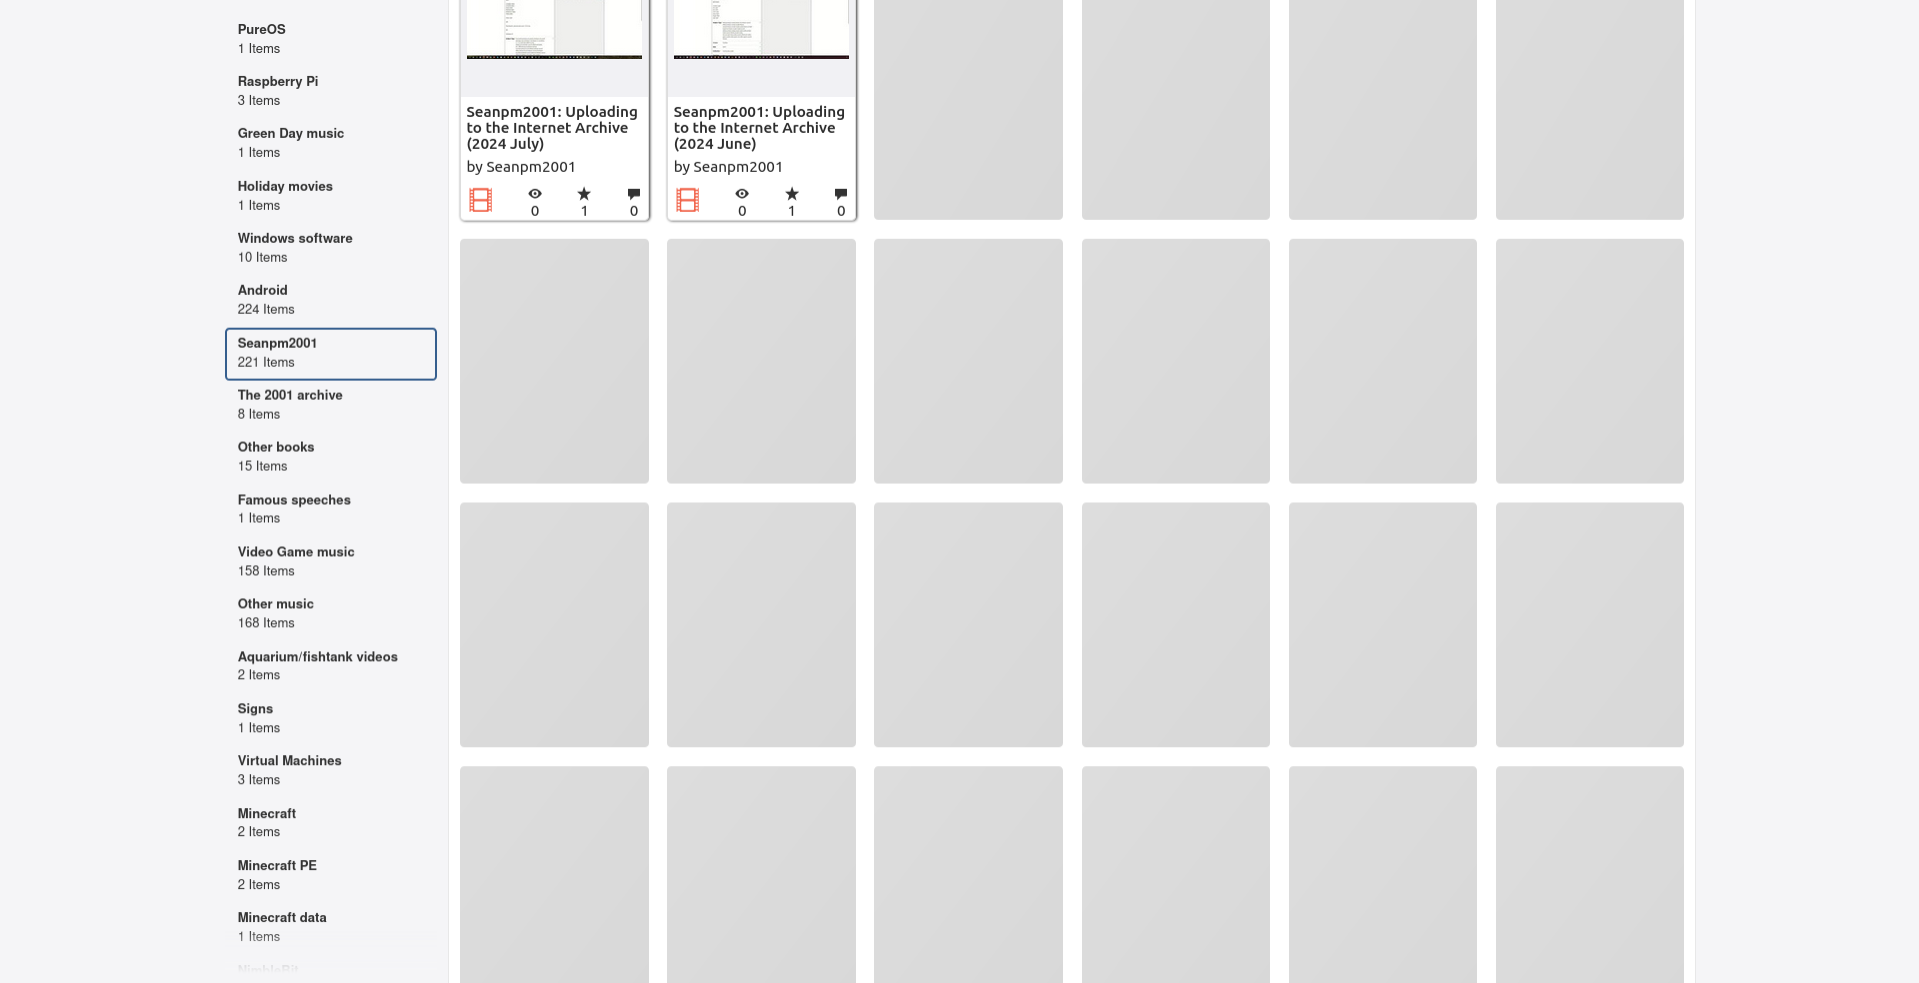 PureOS
1 Items
Raspberry Pi
3 Items
Green Day music
1 Items
Holiday movies
1 Items
Windows software
10 Items
Android
224 Items
Seanpm2001
221 Items
The 2001 archive
8 Items
Other books
15 Items
Famous speeches
1 Items
Video Game music
158 Items
Other music
168 Items
Aquarium/fishtank videos
2 Items
Signs
1 Items
Virtual Machines
3 Items
Minecraft
2 Items
Minecraft PE
2 Items
Minecraft data
1 Items
NimbleBit
Seanpm2001: Uploading
to the Internet Archive
(2024 July)
by Seanpm2001
0 1 0
Seanpm2001: Uploading
to the Internet Archive
(2024 June)
by Seanpm2001
0 1 0